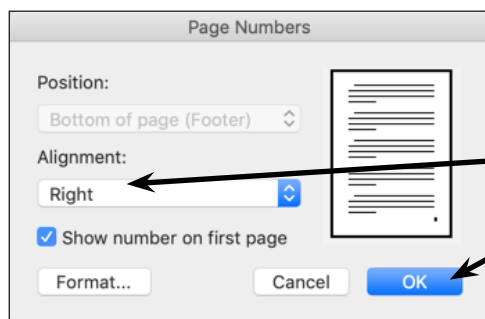 Page Numbers
Position:
Bottom of page (Footer)
Alignment:
Right
Show number on first page
Format...
Cancel
OK